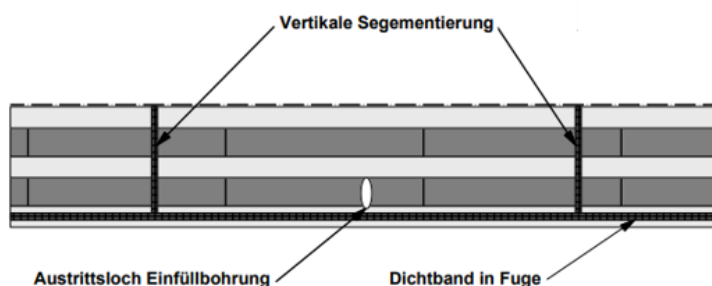 Vertikale Segementierung
Austrittsloch Einfüllbohrung
Dichtband in Fuge